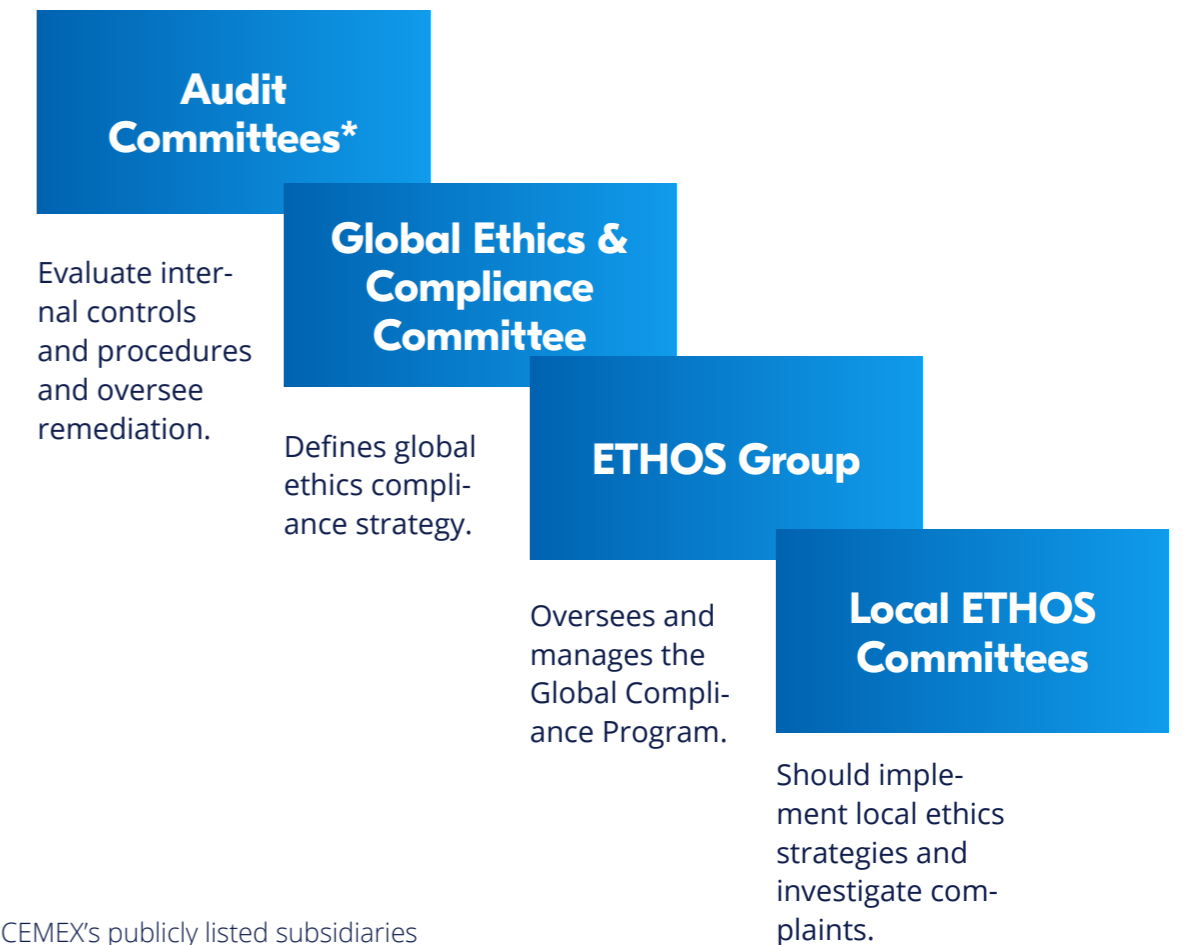 Audit
Committees*
Evaluate inter-
nal controls
and procedures
and oversee
remediation.
Global Ethics &
Compliance
Committee
Defines global
ethics compli-
ance strategy.
ETHOS Group
Oversees and
manages the
Global Compli-
ance Program.
Local ETHOS
Committees
Should imple-
ment local ethics
strategies and
investigate com-
plaints.
CEMEX's publicly listed subsidiaries